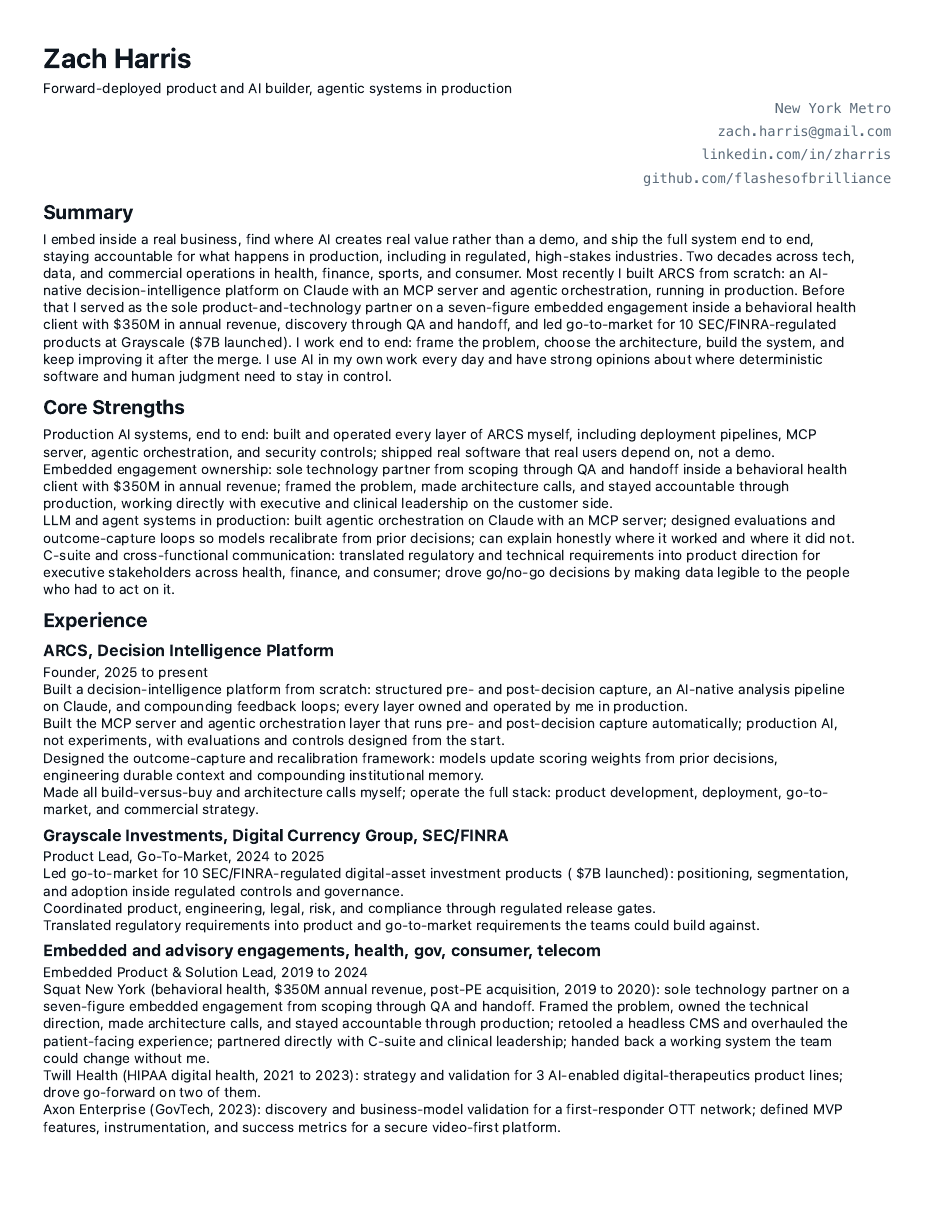 Zach Harris
Forward-deployed product and AI builder, agentic systems in production
New York Metro
zach.harris@gmail.com
linkedin.com/in/zharris
github.com/flashesofbrilliance
Summary
I embed inside a real business, find where AI creates real value rather than a demo, and ship the full system end to end,
staying accountable for what happens in production, including in regulated, high-stakes industries. Two decades across tech,
data, and commercial operations in health, finance, sports, and consumer. Most recently I built ARCS from scratch: an AI-
native decision-intelligence platform on Claude with an MCP server and agentic orchestration, running in production. Before
that I served as the sole product-and-technology partner on a seven-figure embedded engagement inside a behavioral health
client with $350M in annual revenue, discovery through QA and handoff, and led go-to-market for 10 SEC/FINRA-regulated
products at Grayscale ($7B launched). I work end to end: frame the problem, choose the architecture, build the system, and
keep improving it after the merge. I use AI in my own work every day and have strong opinions about where deterministic
software and human judgment need to stay in control.
Core Strengths
Production AI systems, end to end: built and operated every layer of ARCS myself, including deployment pipelines, MCP
server, agentic orchestration, and security controls; shipped real software that real users depend on, not a demo.
Embedded engagement ownership: sole technology partner from scoping through QA and handoff inside a behavioral health
client with $350M in annual revenue; framed the problem, made architecture calls, and stayed accountable through
production, working directly with executive and clinical leadership on the customer side.
LLM and agent systems in production: built agentic orchestration on Claude with an MCP server; designed evaluations and
outcome-capture loops so models recalibrate from prior decisions; can explain honestly where it worked and where it did not.
C-suite and cross-functional communication: translated regulatory and technical requirements into product direction for
executive stakeholders across health, finance, and consumer; drove go/no-go decisions by making data legible to the people
who had to act on it.
Experience
ARCS, Decision Intelligence Platform
Founder, 2025 to present
Built a decision-intelligence platform from scratch: structured pre- and post-decision capture, an AI-native analysis pipeline
on Claude, and compounding feedback loops; every layer owned and operated by me in production.
Built the MCP server and agentic orchestration layer that runs pre- and post-decision capture automatically; production AI,
not experiments, with evaluations and controls designed from the start.
Designed the outcome-capture and recalibration framework: models update scoring weights from prior decisions,
engineering durable context and compounding institutional memory.
Made all build-versus-buy and architecture calls myself; operate the full stack: product development, deployment, go-to-
market, and commercial strategy.
Grayscale Investments, Digital Currency Group, SEC/FINRA
Product Lead, Go-To-Market, 2024 to 2025
Led go-to-market for 10 SEC/FINRA-regulated digital-asset investment products ( $7B launched): positioning, segmentation,
and adoption inside regulated controls and governance.
Coordinated product, engineering, legal, risk, and compliance through regulated release gates.
Translated regulatory requirements into product and go-to-market requirements the teams could build against.
Embedded and advisory engagements, health, gov, consumer, telecom
Embedded Product & Solution Lead, 2019 to 2024
Squat New York (behavioral health, $350M annual revenue, post-PE acquisition, 2019 to 2020): sole technology partner on a
seven-figure embedded engagement from scoping through QA and handoff. Framed the problem, owned the technical
direction, made architecture calls, and stayed accountable through production; retooled a headless CMS and overhauled the
patient-facing experience; partnered directly with C-suite and clinical leadership; handed back a working system the team
could change without me.
Twill Health (HIPAA digital health, 2021 to 2023): strategy and validation for 3 AI-enabled digital-therapeutics product lines;
drove go-forward on two of them.
Axon Enterprise (GovTech, 2023): discovery and business-model validation for a first-responder OTT network; defined MVP
features, instrumentation, and success metrics for a secure video-first platform.